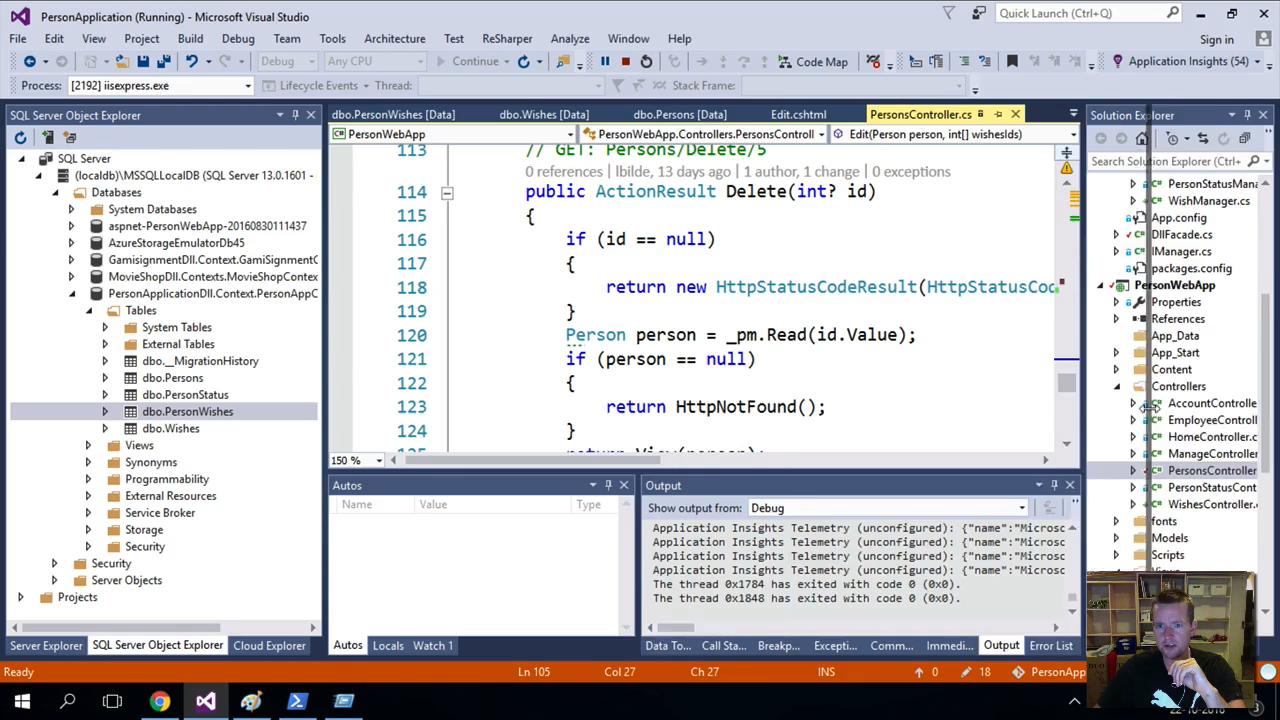 PersonApplication (Running) - Microsoft Visual Studio
Quick Launch (Ctrl+Q)
File Edit View Project Build Debug Team Tools Architecture Test ReSharper Analyze Window Help
Sign in
Debug Any CPU Continue Code Map Application Insights (54)
Process: [2192] iisexpress.exe Lifecycle Events Thread: Stack Frame:
SQL Server Object Explorer
SQL Server
(localdb)\MSSQLLocalDB (SQL Server 13.0.1601
Databases
System Databases
aspnet-PersonWebApp-20160830111437
AzureStorageEmulatorDb45
GamisignmentDll.Contexts.GamiSignment
MovieShopDll.Contexts.MovieShopContext
PersonApplicationDll.Context.PersonAppC
Tables
System Tables
External Tables
dbo.__MigrationHistory
dbo.Persons
dbo.PersonStatus
dbo.PersonWishes
dbo.Wishes
Views
Synonyms
Programmability
External Resources
Service Broker
Storage
Security
Security
Server Objects
Projects
Server Explorer SQL Server Object Explorer Cloud Explorer
dbo.PersonWishes [Data] dbo.Wishes [Data] dbo.Persons [Data] Edit.cshtml PersonsController.cs
PersonWebApp PersonWebApp.Controllers.PersonsControll Edit(Person person, int[] wishesIds)
113 // GET: Persons/Delete/5
0 references | lbilde, 13 days ago | 1 author, 1 change | 0 exceptions
114 public ActionResult Delete(int? id)
115 {
116 if (id == null)
117 {
118 return new HttpStatusCodeResult(HttpStatusCo
119 }
120 Person person = _pm.Read(id.Value);
121 if (person == null)
122 {
123 return HttpNotFound();
124 }
150 %
Autos
Name Value Type
Autos Locals Watch 1
Output
Show output from: Debug
Application Insights Telemetry (unconfigured): {"name":"Microsc
Application Insights Telemetry (unconfigured): {"name":"Microsc
Application Insights Telemetry (unconfigured): {"name":"Microsc
Application Insights Telemetry (unconfigured): {"name":"Microsc
The thread 0x1784 has exited with code 0 (0x0).
The thread 0x1848 has exited with code 0 (0x0).
Data To... Call Sta... Breakp... Excepti... Comm... Immedi... Output Error List
Solution Explorer
Search Solution Explorer
PersonStatusMana
WishManager.cs
App.config
DllFacade.cs
IManager.cs
packages.config
PersonWebApp
Properties
References
App_Data
App_Start
Content
Controllers
AccountControlle
EmployeeControll
HomeController.c
ManageController
PersonsController
PersonStatusCont
WishesController.c
fonts
Models
Scripts
Ready Ln 105 Col 27 Ch 27 INS 0 18 PersonApp